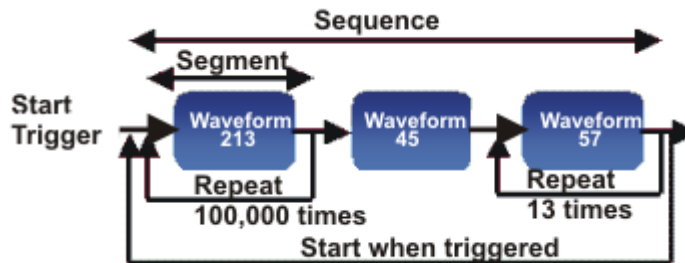 Sequence
Segment
Start
Trigger
Waveform
213
Waveform
45
Waveform
57
Repeat
100,000 times
Repeat
13 times
Start when triggered